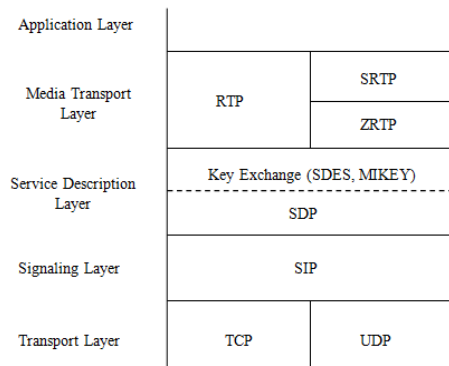 Application Layer
Media Transport
Layer
RTP
SRTP
ZRTP
Service Description
Layer
Key Exchange (SDES, MIKEY)
SDP
Signaling Layer
SIP
Transport Layer
TCP
UDP